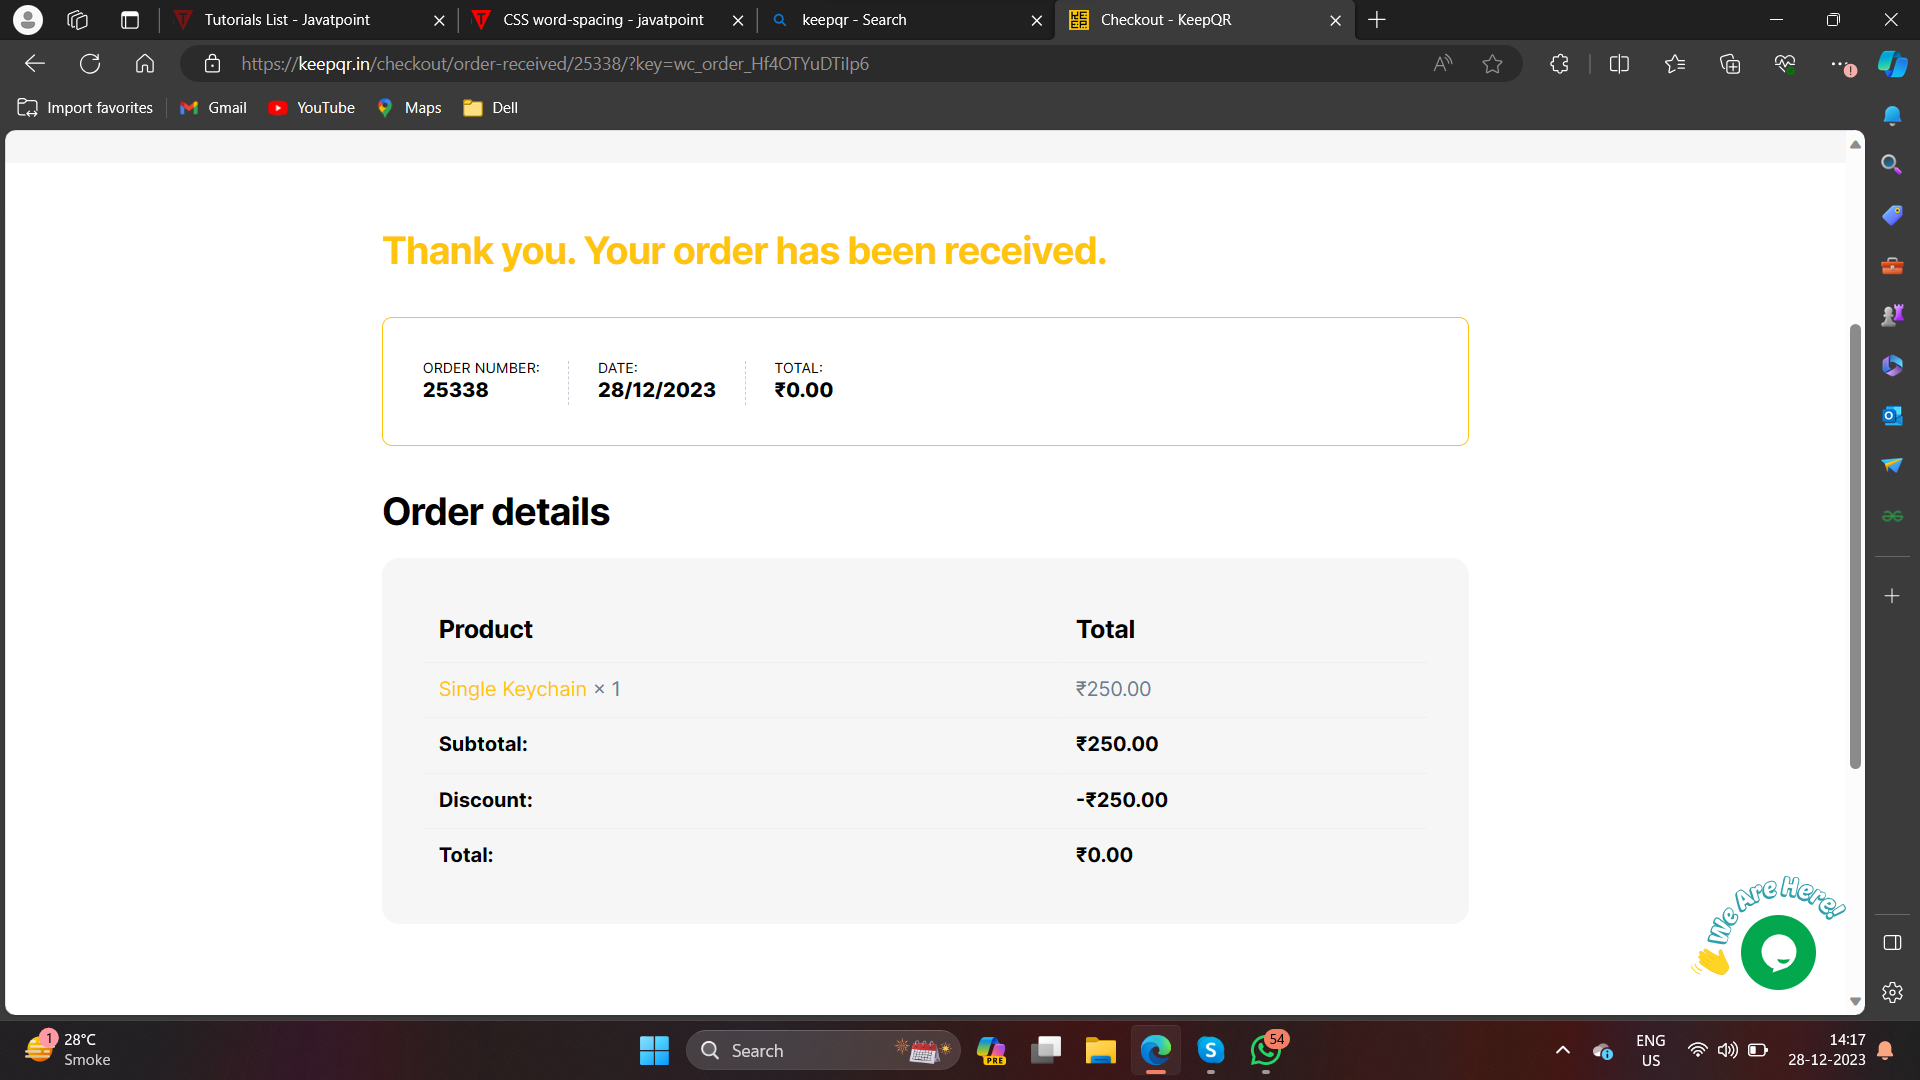 Tutorials List - Javatpoint
CSS word-spacing - javatpoint
keepqr - Search
Checkout - KeepQR
https://keepqr.in/checkout/order-received/25338/?key=wc_order_Hf4OTYuDTiIp6
Import favorites
Gmail
YouTube
Maps
Dell
Thank you. Your order has been received.
ORDER NUMBER: DATE: TOTAL:
25338 28/12/2023 ₹0.00
Order details
Product Total
Single Keychain × 1 ₹250.00
Subtotal: ₹250.00
Discount: -₹250.00
Total: ₹0.00
We Are Here!
1
28°C
Smoke
Search
PRE
54
ENG
US
14:17
28-12-2023